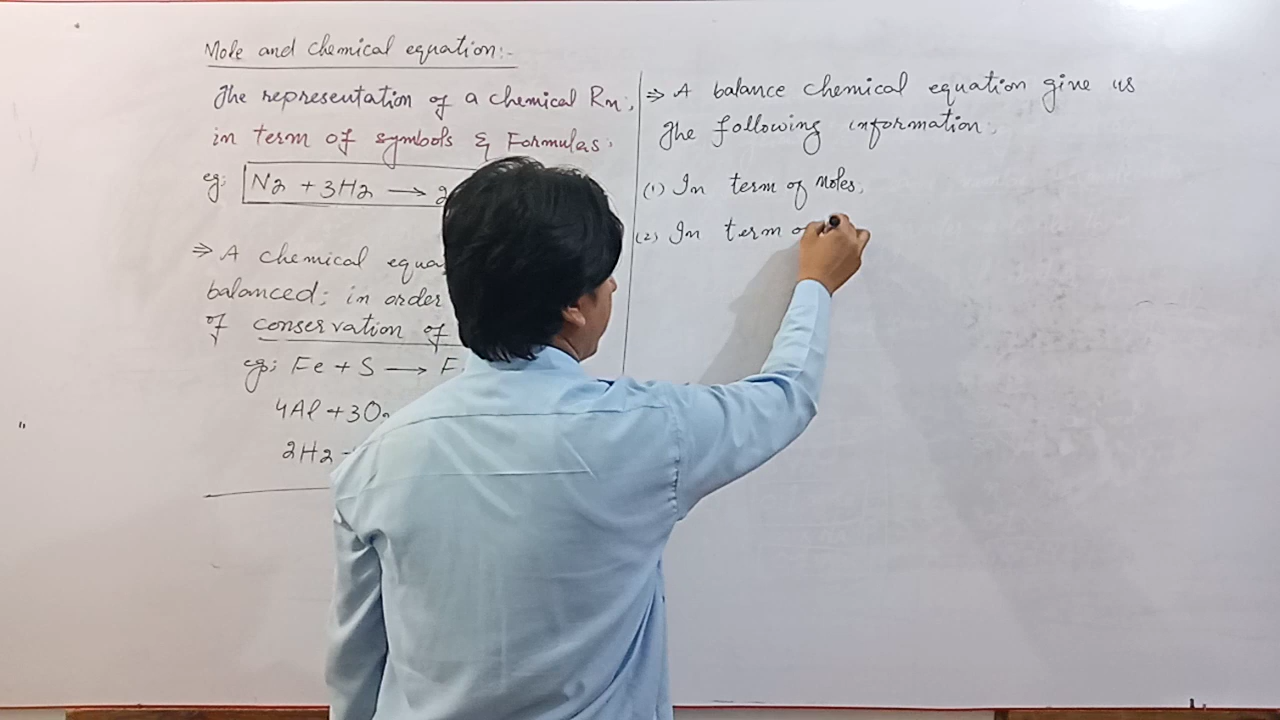 Mole and chemical equation:-
The representation of a chemical Rn;
in term of symbols & Formulas.
eg; N2 + 3H2 → 2
⇒ A chemical equa
balanced; in order
of conservation of
eg; Fe + S → F
4Al + 3O2
2H2
⇒ A balance chemical equation give us
the following information;
(1) In term of moles;
(2) In term o